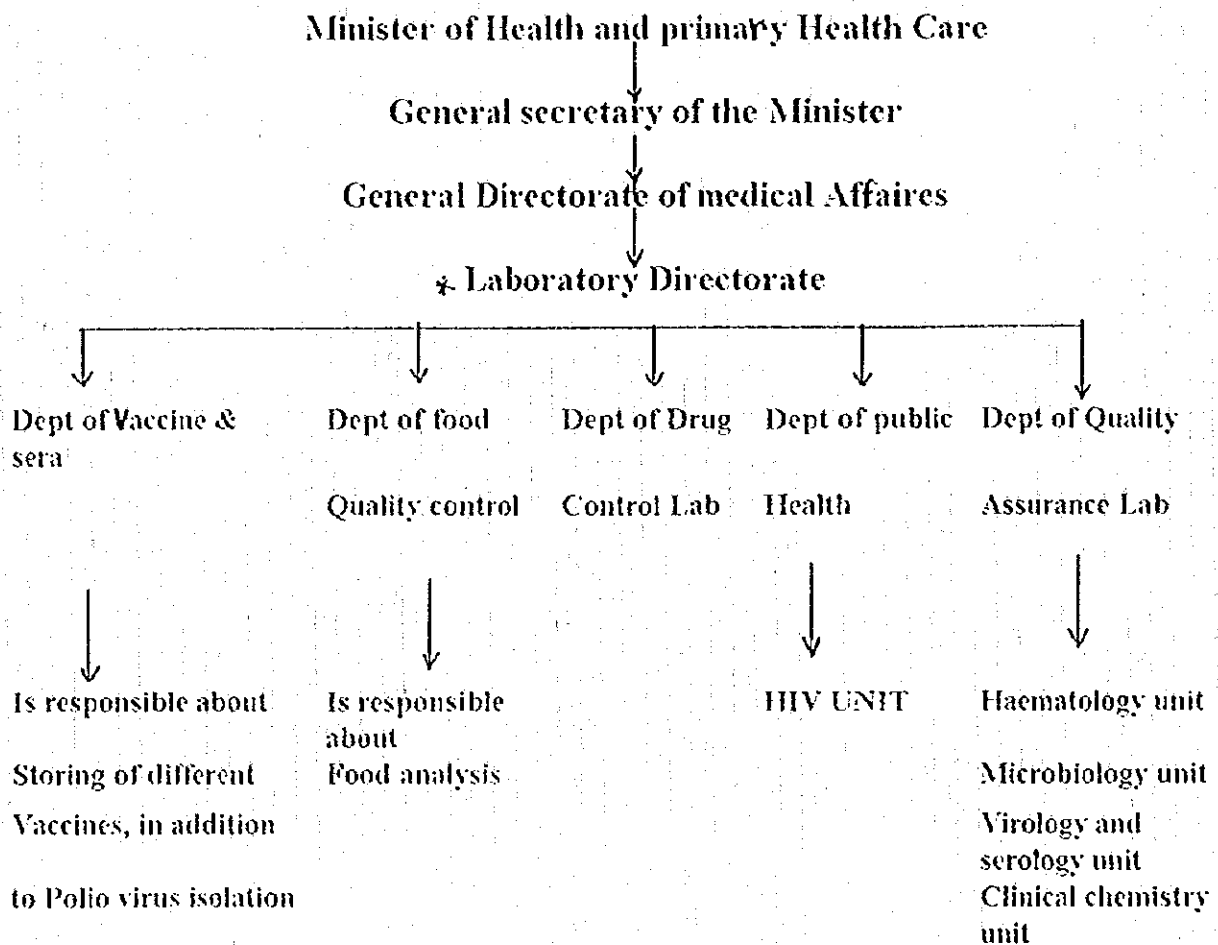 Minister of Health and primary Health Care
General secretary of the Minister
General Directorate of medical Affaires
* Laboratory Directorate
Dept of Vaccine &
sera
Dept of food
Quality control
Dept of Drug
Control Lab
Dept of public
Health
Dept of Quality
Assurance Lab
Is responsible about
Storing of different
Vaccines, in addition
to Polio virus isolation
Is responsible
about
Food analysis
HIV UNIT
Haematology unit
Microbiology unit
Virology and
serology unit
Clinical chemistry
unit